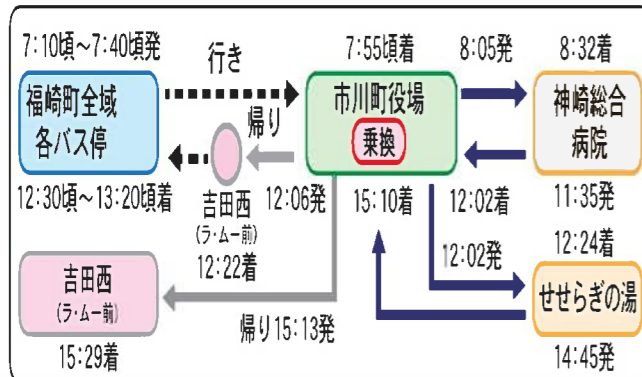 7:10頃～7:40頃発
行き
7:55頃着
8:05発
8:32着
福崎町全域
各バス停
市川町役場
乗換
神崎総合
病院
帰り
12:30頃～13:20頃着
吉田西
(ラ・ムー前)
12:22着
12:06発
15:10着
12:02着
11:35発
12:02発
12:24着
吉田西
(ラ・ムー前)
せせらぎの湯
帰り15:13発
15:29着
14:45発